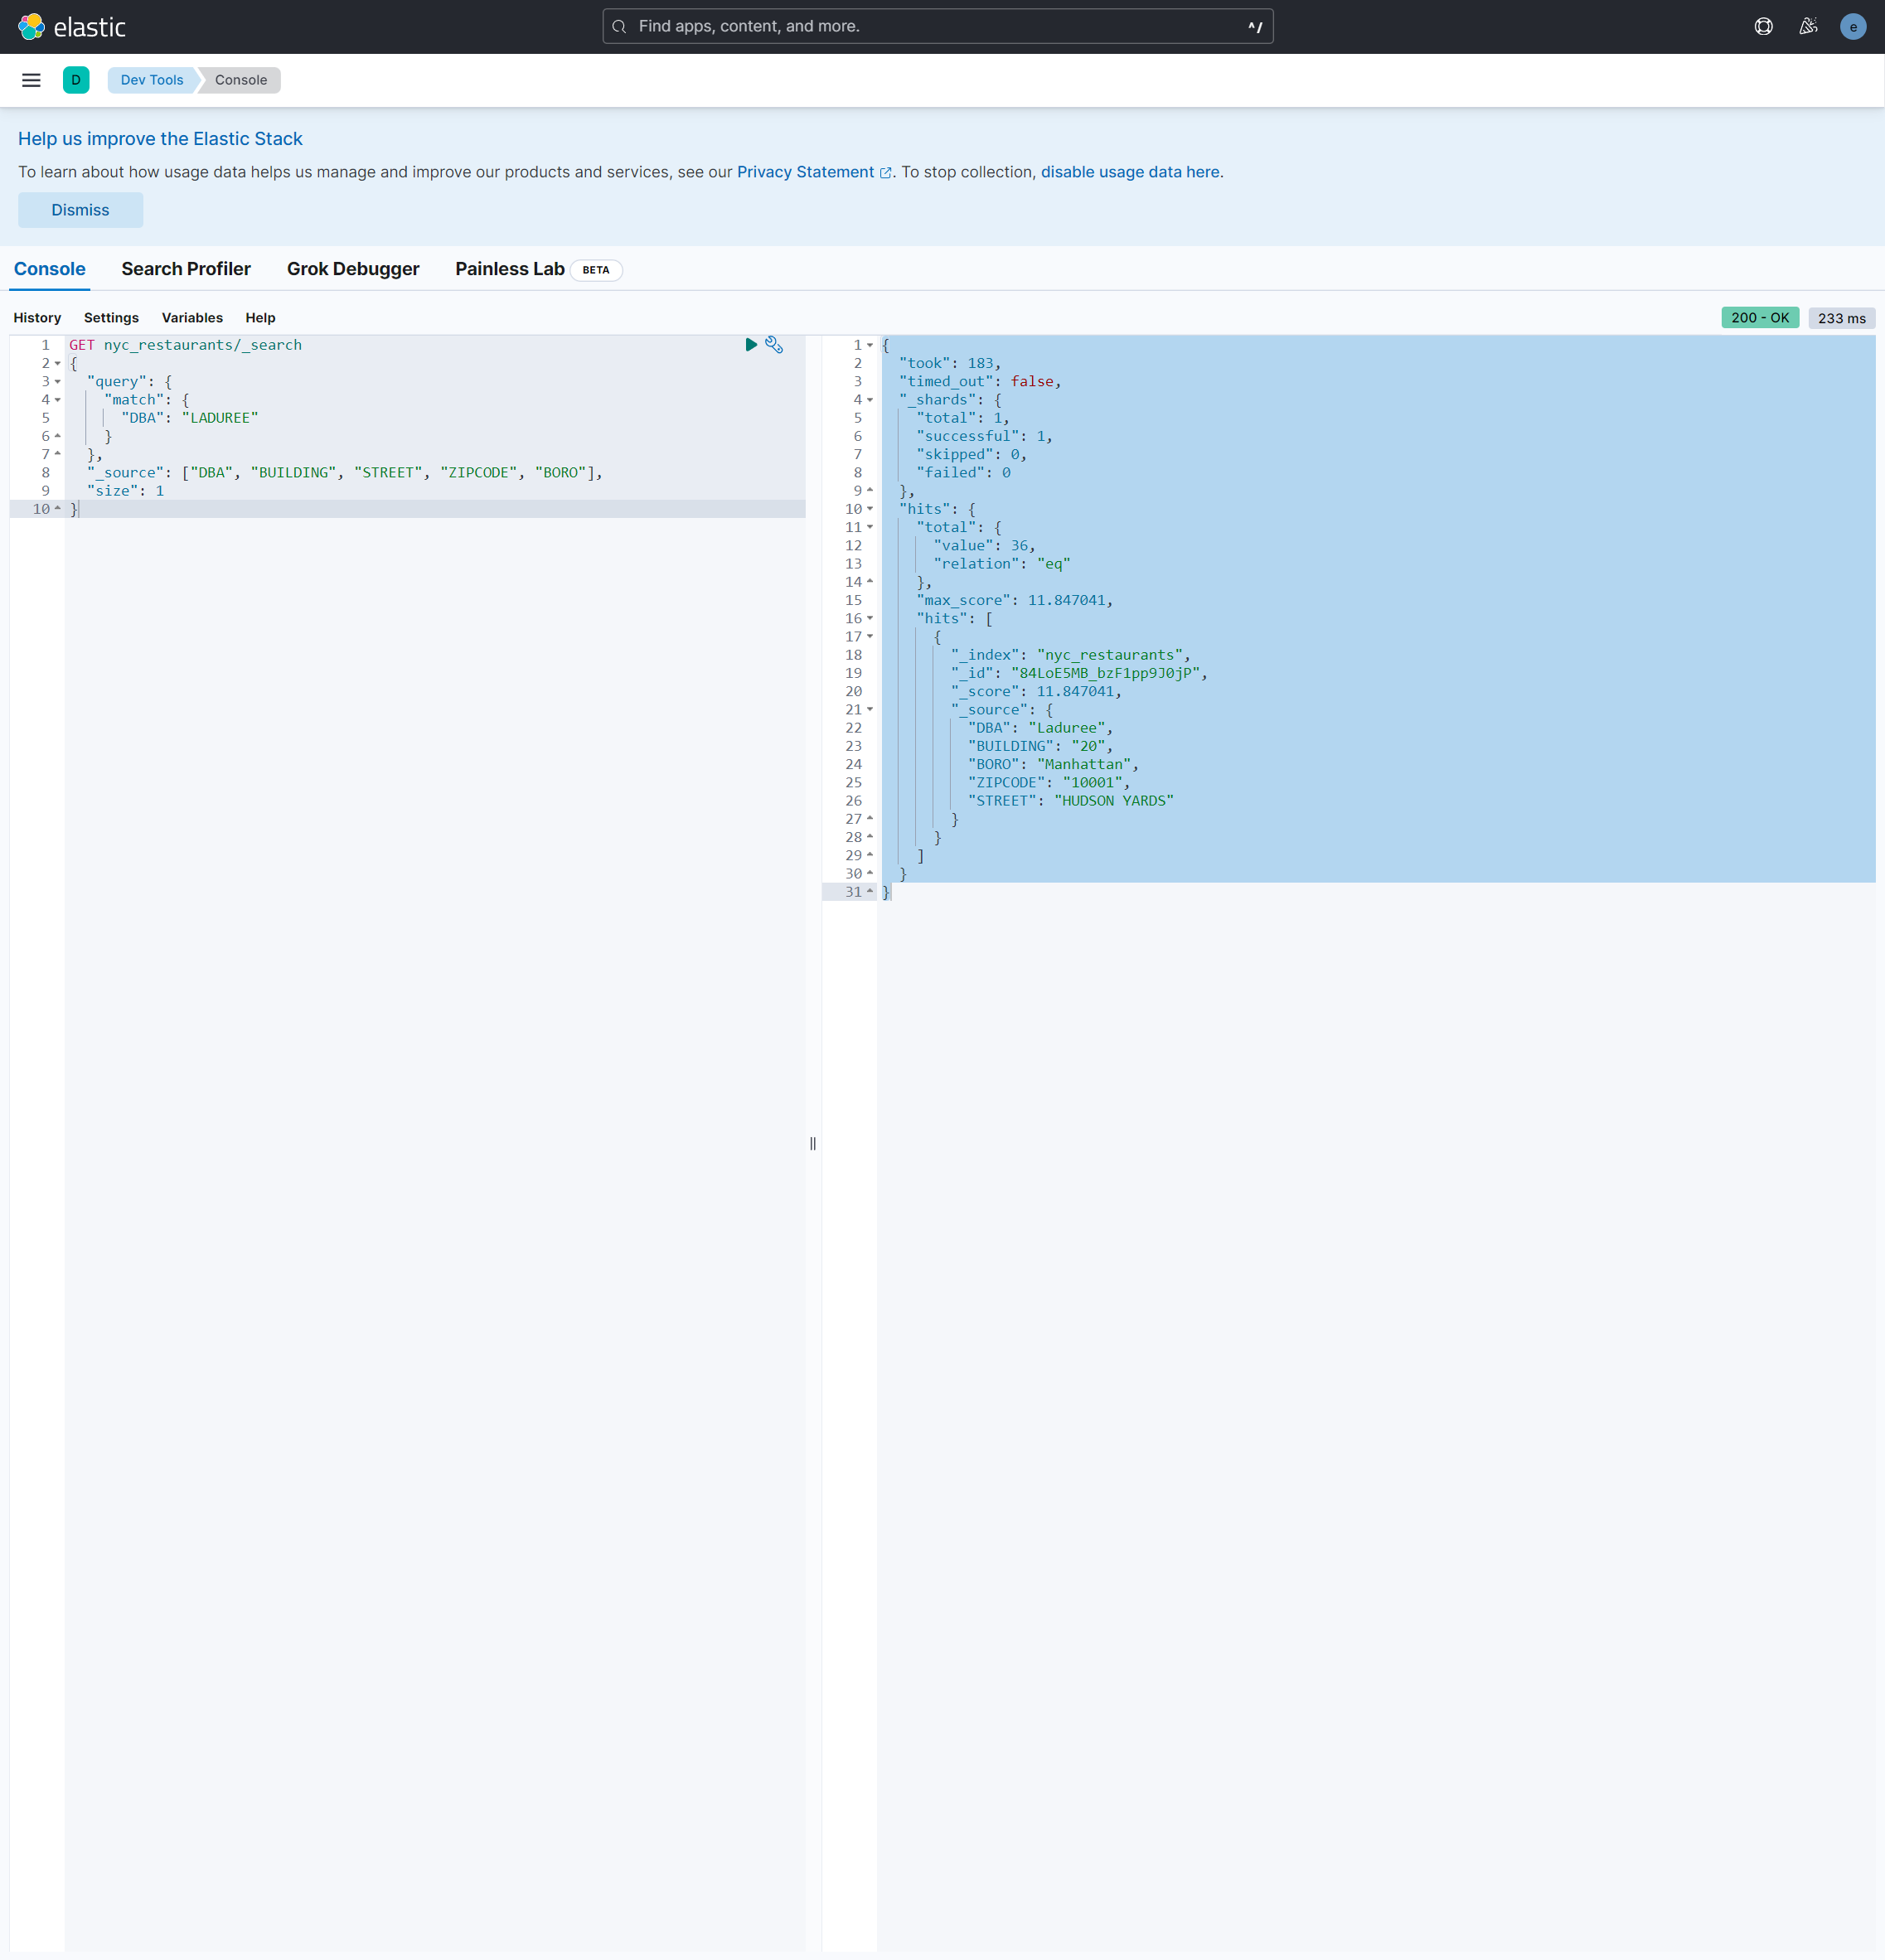 elastic
Find apps, content, and more.
^/
e
D
Dev Tools
Console
Help us improve the Elastic Stack
To learn about how usage data helps us manage and improve our products and services, see our Privacy Statement. To stop collection, disable usage data here.
Dismiss
Console
Search Profiler
Grok Debugger
Painless Lab BETA
History
Settings
Variables
Help
200 - OK
233 ms
1 GET nyc_restaurants/_search
2 {
3   "query": {
4     "match": {
5       "DBA": "LADUREE"
6     }
7   },
8   "_source": ["DBA", "BUILDING", "STREET", "ZIPCODE", "BORO"],
9   "size": 1
10 }
1 {
2   "took": 183,
3   "timed_out": false,
4   "_shards": {
5     "total": 1,
6     "successful": 1,
7     "skipped": 0,
8     "failed": 0
9   },
10   "hits": {
11     "total": {
12       "value": 36,
13       "relation": "eq"
14     },
15     "max_score": 11.847041,
16     "hits": [
17       {
18         "_index": "nyc_restaurants",
19         "_id": "84LoE5MB_bzF1pp9J0jP",
20         "_score": 11.847041,
21         "_source": {
22           "DBA": "Laduree",
23           "BUILDING": "20",
24           "BORO": "Manhattan",
25           "ZIPCODE": "10001",
26           "STREET": "HUDSON YARDS"
27         }
28       }
29     ]
30   }
31 }